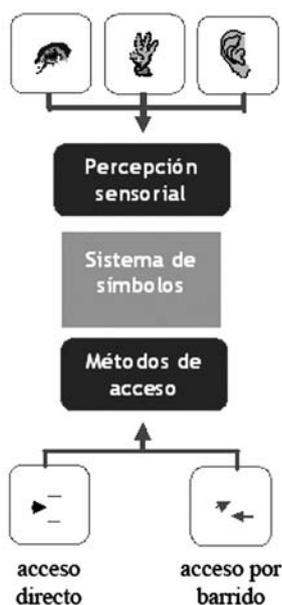 Percepción
sensorial
Sistema de
símbolos
Métodos de
acceso
acceso
directo
acceso por
barrido